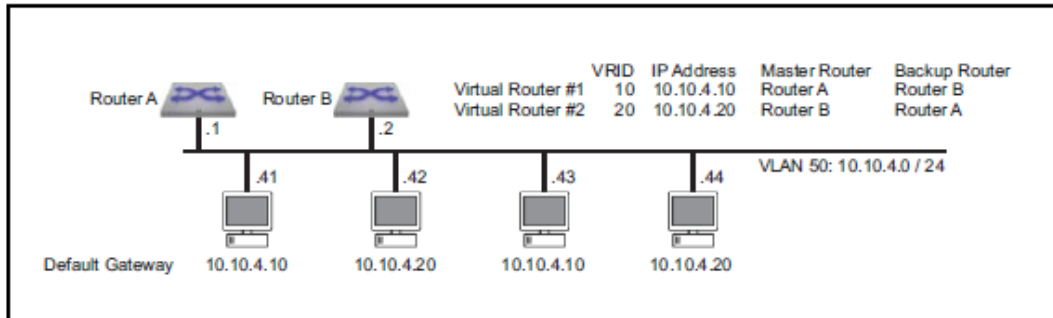 VRID IP Address Master Router Backup Router
Virtual Router #1 10 10.10.4.10 Router A Router B
Virtual Router #2 20 10.10.4.20 Router B Router A
Router A
Router B
.1
.2
VLAN 50: 10.10.4.0 / 24
.41
.42
.43
.44
Default Gateway 10.10.4.10 10.10.4.20 10.10.4.10 10.10.4.20